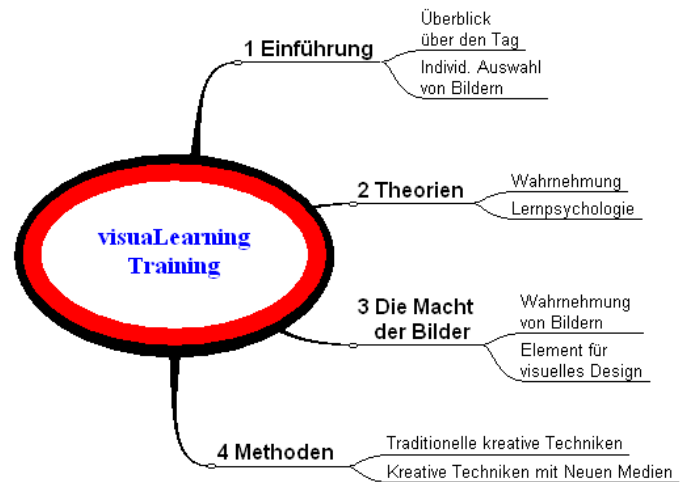 visuaLearning
Training
1 Einführung
Überblick
über den Tag
Individ. Auswahl
von Bildern
2 Theorien
Wahrnehmung
Lernpsychologie
3 Die Macht
der Bilder
Wahrnehmung
von Bildern
Element für
visuelles Design
4 Methoden
Traditionelle kreative Techniken
Kreative Techniken mit Neuen Medien